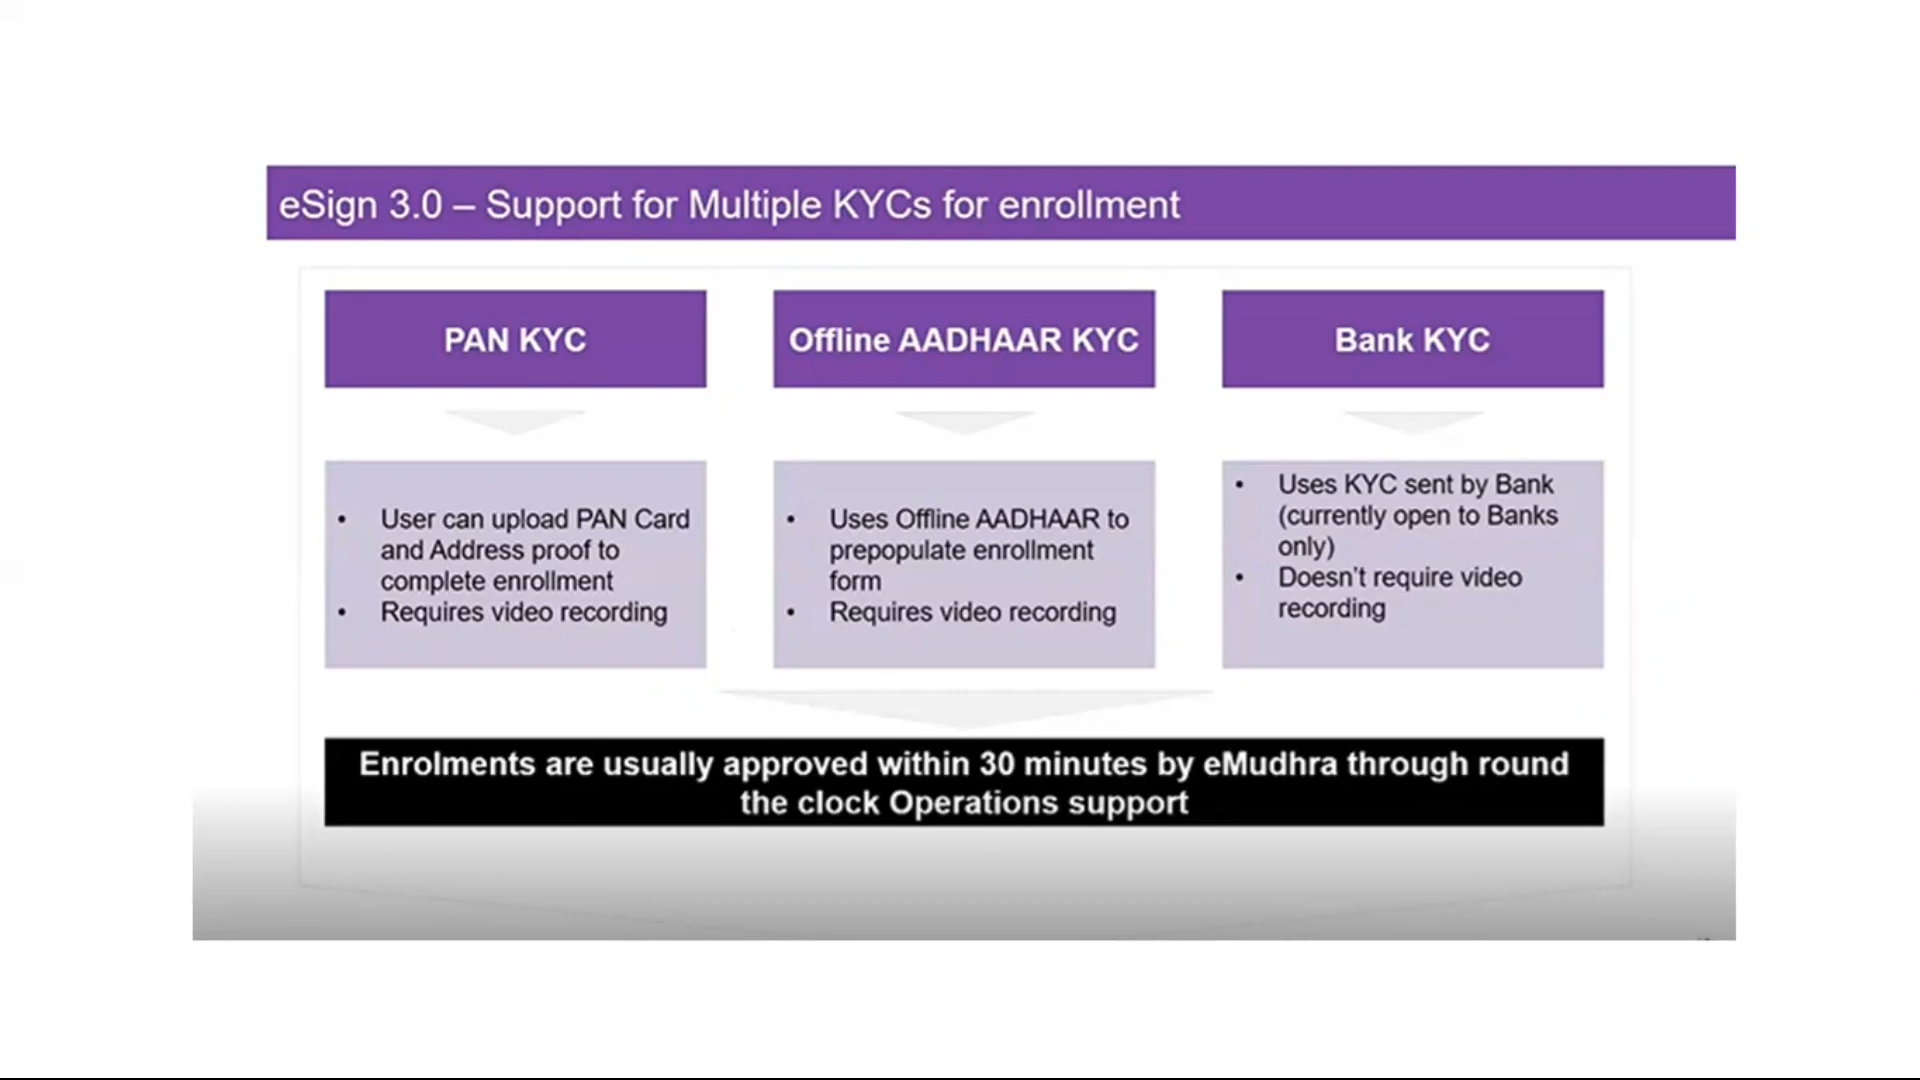 eSign 3.0 – Support for Multiple KYCs for enrollment
PAN KYC
• User can upload PAN Card
and Address proof to
complete enrollment
• Requires video recording
Offline AADHAAR KYC
• Uses Offline AADHAAR to
prepopulate enrollment
form
• Requires video recording
Bank KYC
• Uses KYC sent by Bank
(currently open to Banks
only)
• Doesn't require video
recording
Enrolments are usually approved within 30 minutes by eMudhra through round
the clock Operations support